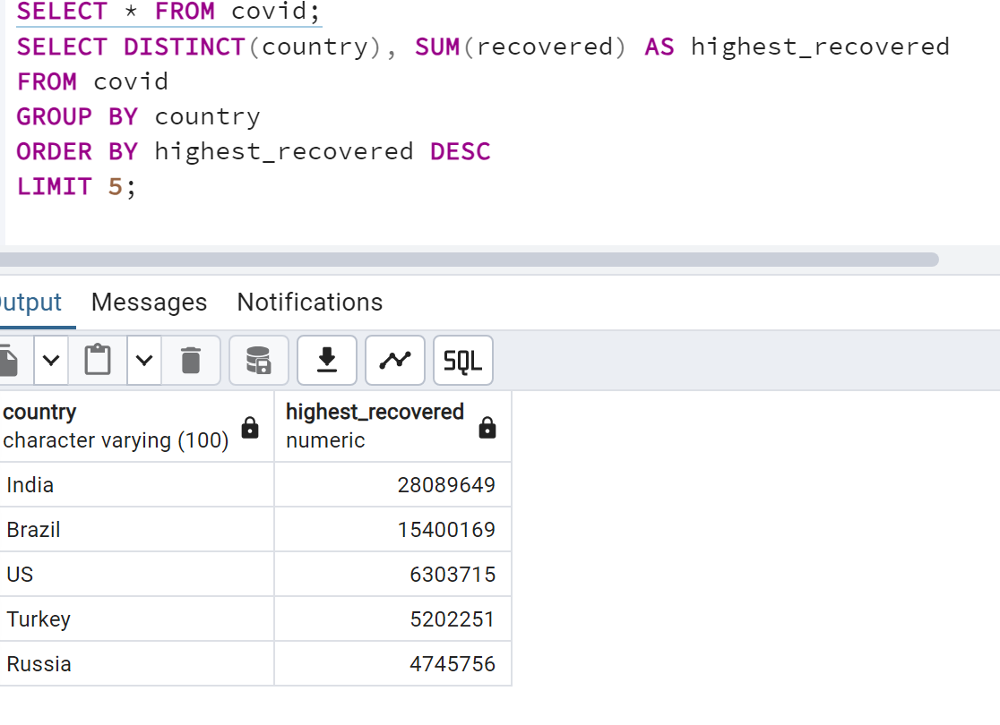 SELECT * FROM covid;
SELECT DISTINCT(country), SUM(recovered) AS highest_recovered
FROM covid
GROUP BY country
ORDER BY highest_recovered DESC
LIMIT 5;
utput Messages Notifications
SQL
country highest_recovered
character varying (100) numeric
India 28089649
Brazil 15400169
US 6303715
Turkey 5202251
Russia 4745756